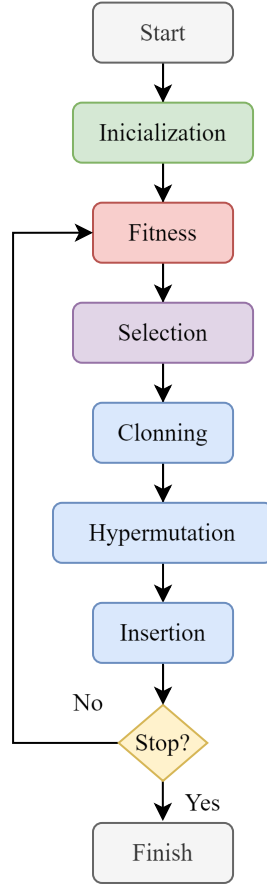 Start
Inicialization
Fitness
Selection
Clonning
Hypermutation
Insertion
No
Stop?
Yes
Finish